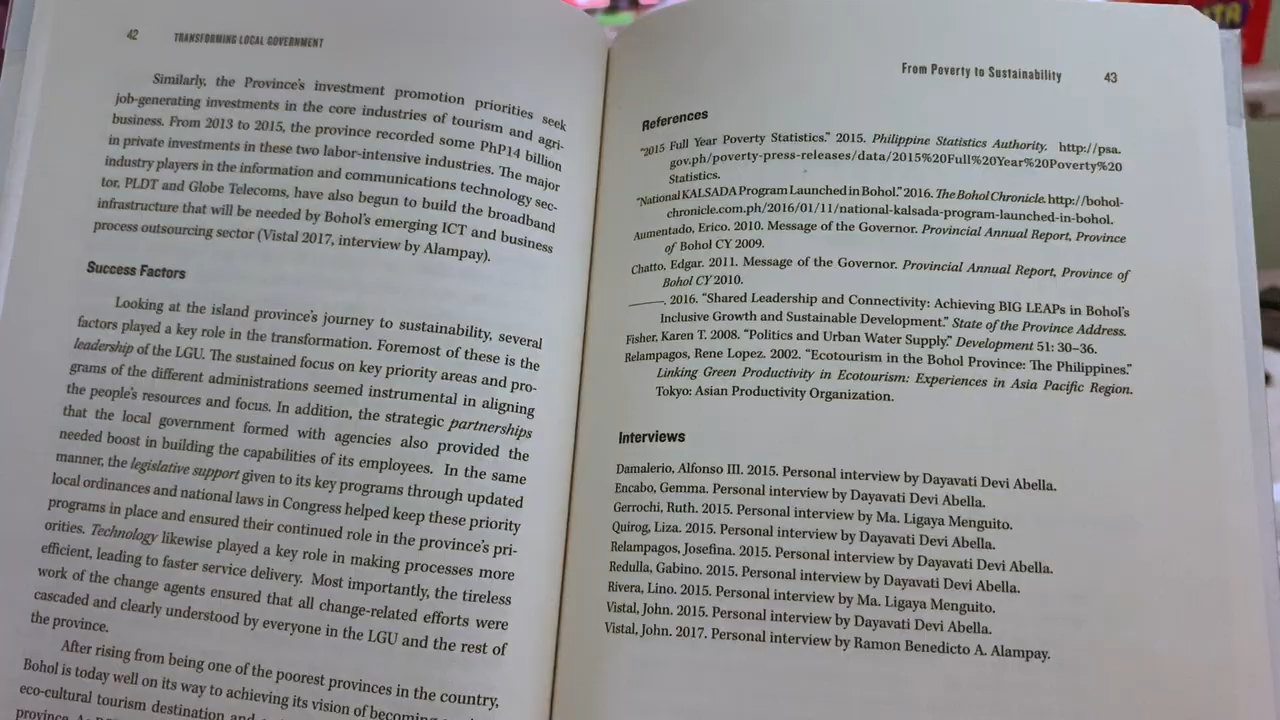 42 TRANSFORMING LOCAL GOVERNMENT
Similarly, the Province's investment promotion priorities seek
job-generating investments in the core industries of tourism and agri-
business. From 2013 to 2015, the province recorded some PhP14 billion
in private investments in these two labor-intensive industries. The major
industry players in the information and communications technology sec-
tor, PLDT and Globe Telecoms, have also begun to build the broadband
infrastructure that will be needed by Bohol's emerging ICT and business
process outsourcing sector (Vistal 2017, interview by Alampay).
Success Factors
Looking at the island province's journey to sustainability, several
factors played a key role in the transformation. Foremost of these is the
leadership of the LGU. The sustained focus on key priority areas and pro-
grams of the different administrations seemed instrumental in aligning
the people's resources and focus. In addition, the strategic partnerships
that the local government formed with agencies also provided the
needed boost in building the capabilities of its employees. In the same
manner, the legislative support given to its key programs through updated
local ordinances and national laws in Congress helped keep these priority
programs in place and ensured their continued role in the province's pri-
orities. Technology likewise played a key role in making processes more
efficient, leading to faster service delivery. Most importantly, the tireless
work of the change agents ensured that all change-related efforts were
cascaded and clearly understood by everyone in the LGU and the rest of
the province.
After rising from being one of the poorest provinces in the country,
Bohol is today well on its way to achieving its vision of becoming
eco-cultural tourism destination and
province.
From Poverty to Sustainability 43
References
"2015 Full Year Poverty Statistics." 2015. Philippine Statistics Authority. http://psa.
gov.ph/poverty-press-releases/data/2015%20Full%20Year%20Poverty%20
Statistics.
"National KALSADA Program Launched in Bohol." 2016. The Bohol Chronicle. http://bohol-
chronicle.com.ph/2016/01/11/national-kalsada-program-launched-in-bohol.
Aumentado, Erico. 2010. Message of the Governor. Provincial Annual Report, Province
of Bohol CY 2009.
Chatto, Edgar. 2011. Message of the Governor. Provincial Annual Report, Province of
Bohol CY 2010.
______. 2016. "Shared Leadership and Connectivity: Achieving BIG LEAPs in Bohol's
Inclusive Growth and Sustainable Development." State of the Province Address.
Fisher, Karen T. 2008. "Politics and Urban Water Supply." Development 51: 30–36.
Relampagos, Rene Lopez. 2002. "Ecotourism in the Bohol Province: The Philippines."
Linking Green Productivity in Ecotourism: Experiences in Asia Pacific Region.
Tokyo: Asian Productivity Organization.
Interviews
Damalerio, Alfonso III. 2015. Personal interview by Dayavati Devi Abella.
Encabo, Gemma. Personal interview by Dayavati Devi Abella.
Gerrochi, Ruth. 2015. Personal interview by Ma. Ligaya Menguito.
Quirog, Liza. 2015. Personal interview by Dayavati Devi Abella.
Relampagos, Josefina. 2015. Personal interview by Dayavati Devi Abella.
Redulla, Gabino. 2015. Personal interview by Dayavati Devi Abella.
Rivera, Lino. 2015. Personal interview by Ma. Ligaya Menguito.
Vistal, John. 2015. Personal interview by Dayavati Devi Abella.
Vistal, John. 2017. Personal interview by Ramon Benedicto A. Alampay.